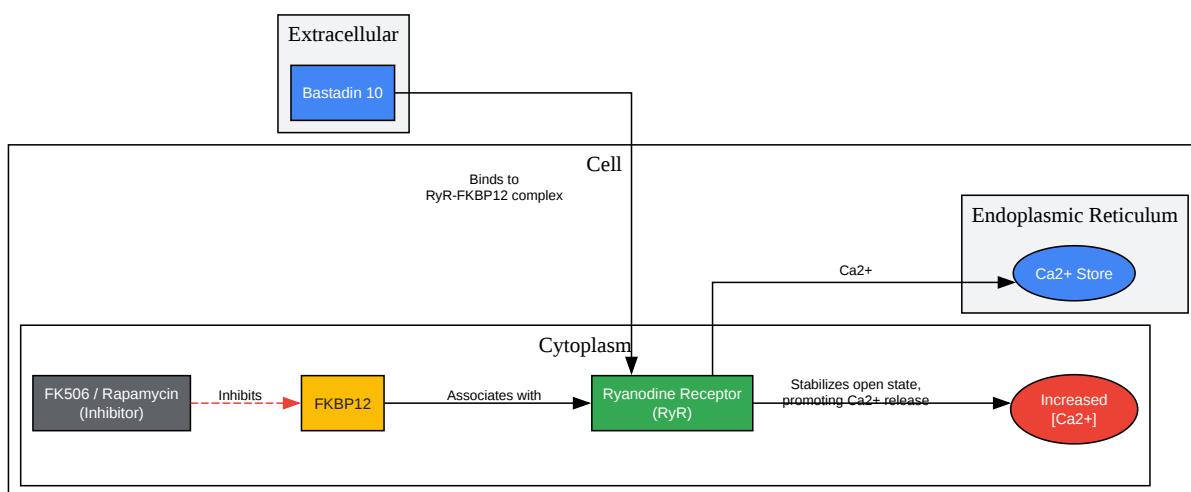 Extracellular
Bastadin 10
Cell
Binds to
RyR-FKBP12 complex
Endoplasmic Reticulum
Ca2+
Ca2+ Store
Cytoplasm
FK506 / Rapamycin
(Inhibitor)
Inhibits
FKBP12
Associates with
Ryanodine Receptor
(RyR)
Stabilizes open state,
promoting Ca2+ release
Increased
[Ca2+]